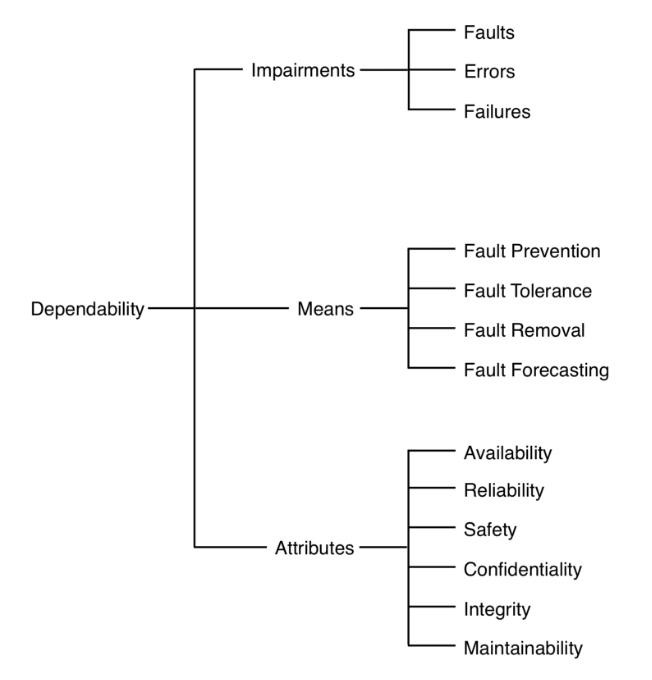 Dependability
Impairments
Faults
Errors
Failures
Means
Fault Prevention
Fault Tolerance
Fault Removal
Fault Forecasting
Attributes
Availability
Reliability
Safety
Confidentiality
Integrity
Maintainability